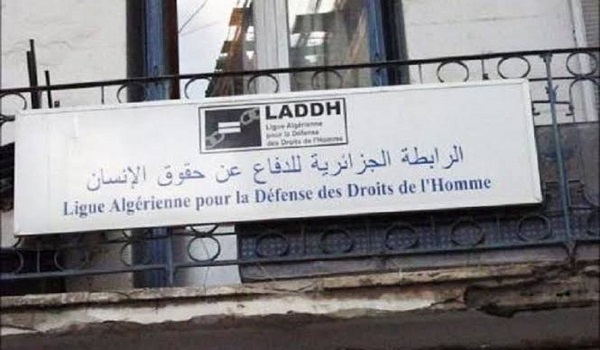 LADDH
Ligue Algérienne
pour la Défense
des Droits de l'Homme
الرابطة الجزائرية للدفاع عن حقوق الإنسان
Ligue Algérienne pour la Défense des Droits de l'Homme